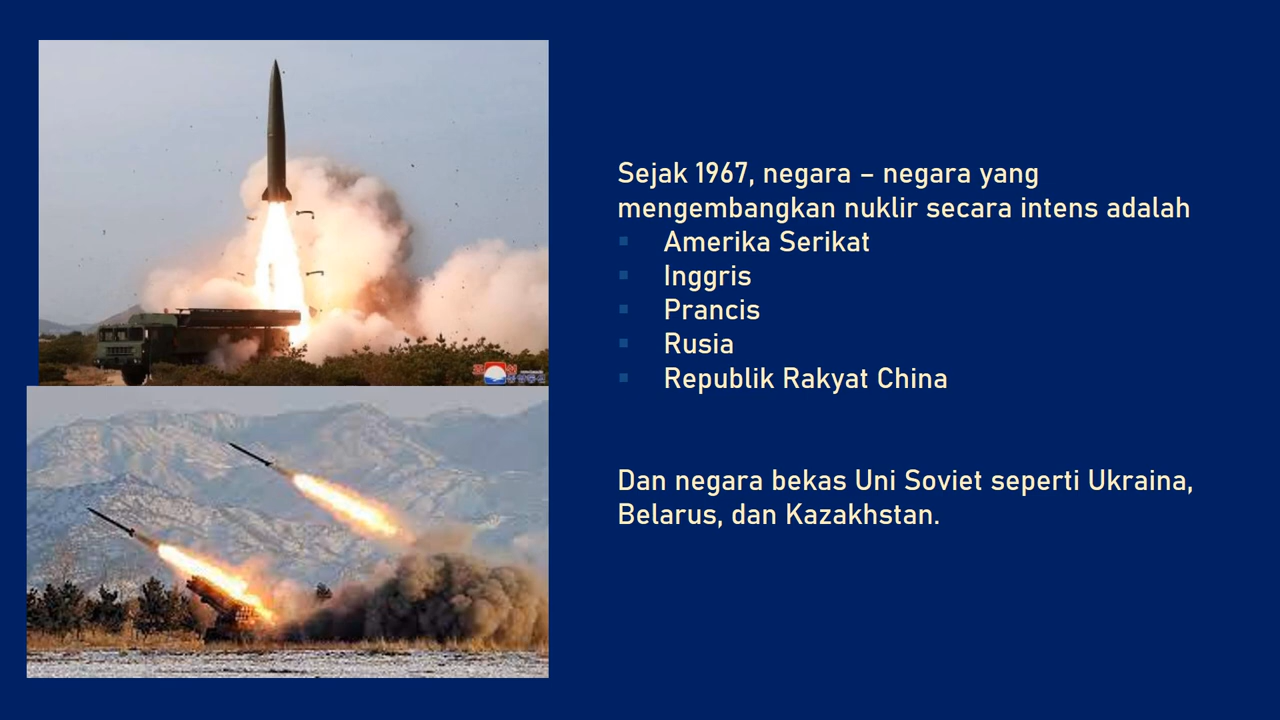 Sejak 1967, negara – negara yang
mengembangkan nuklir secara intens adalah
▪ Amerika Serikat
▪ Inggris
▪ Prancis
▪ Rusia
▪ Republik Rakyat China
Dan negara bekas Uni Soviet seperti Ukraina,
Belarus, dan Kazakhstan.